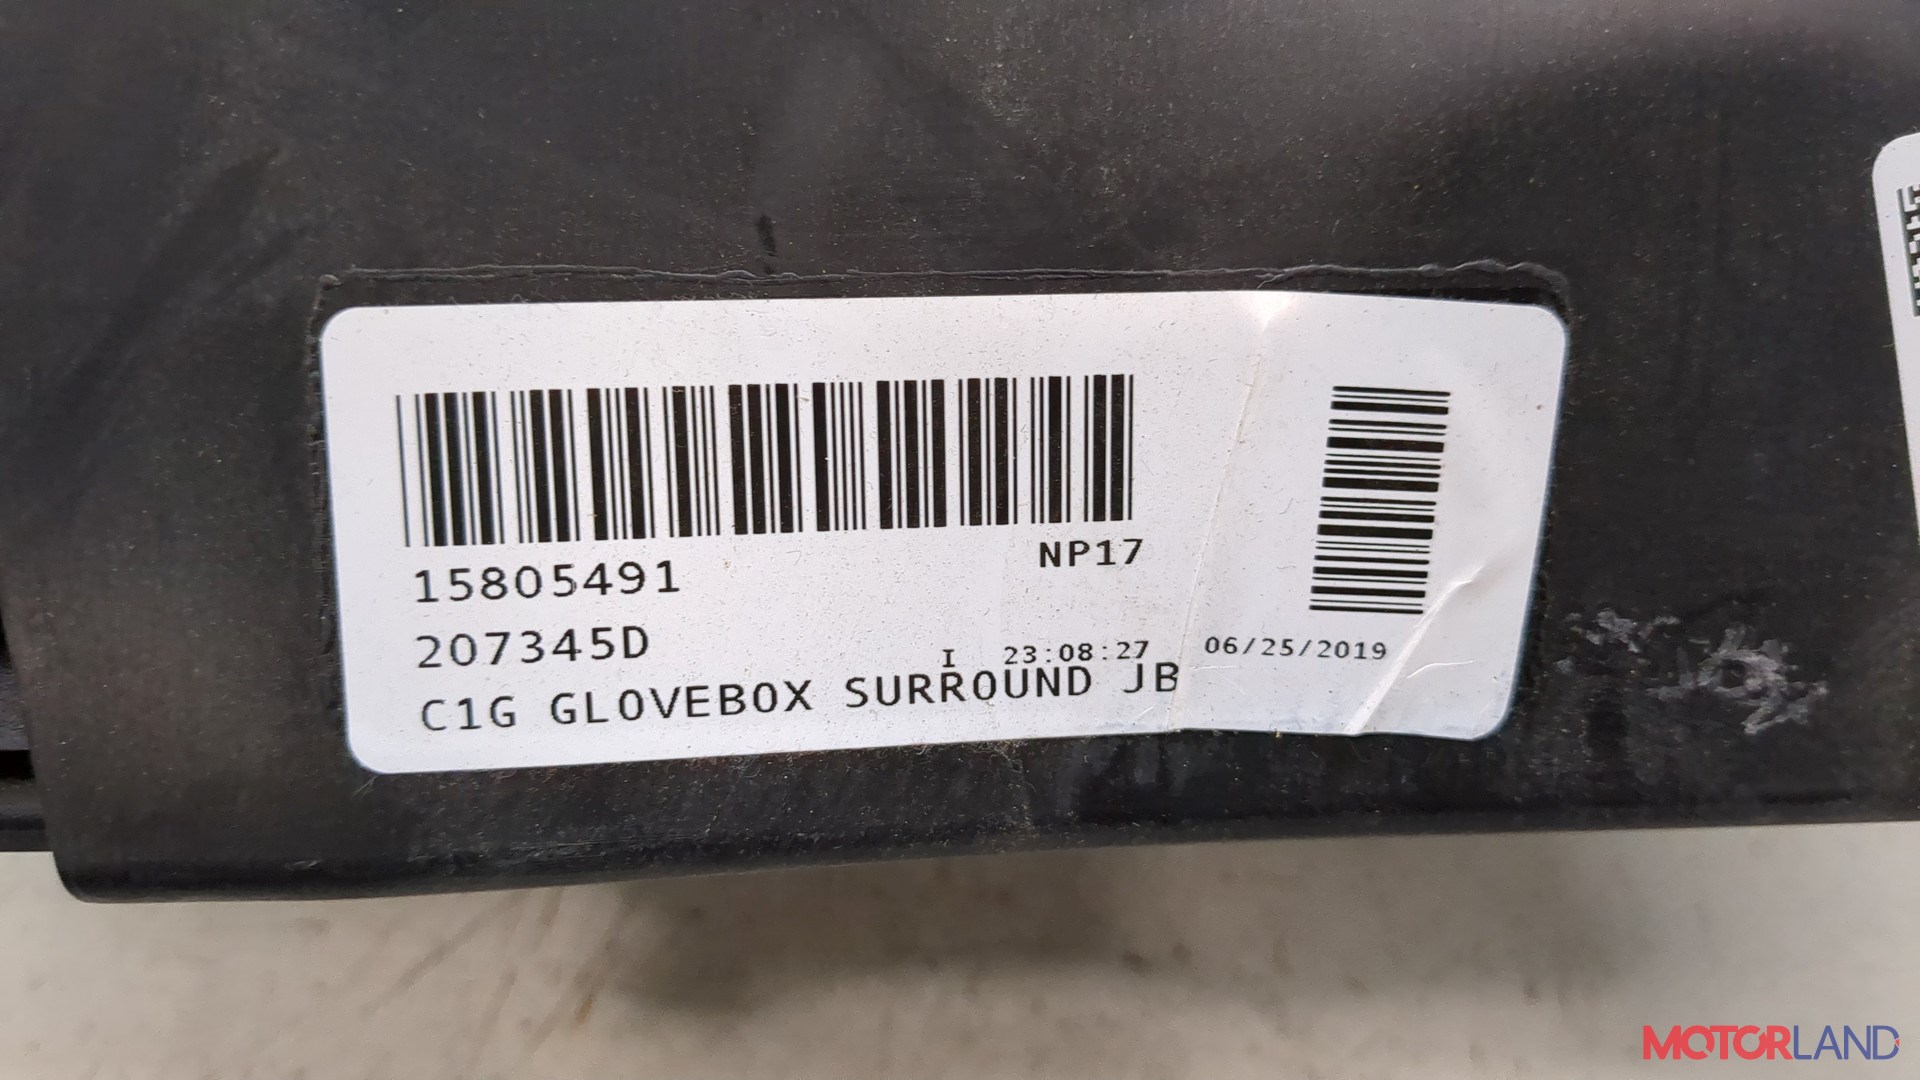 15805491
NP17
207345D
I 23:08:27 06/25/2019
C1G GLOVEBOX SURROUND JB
MOTORLAND